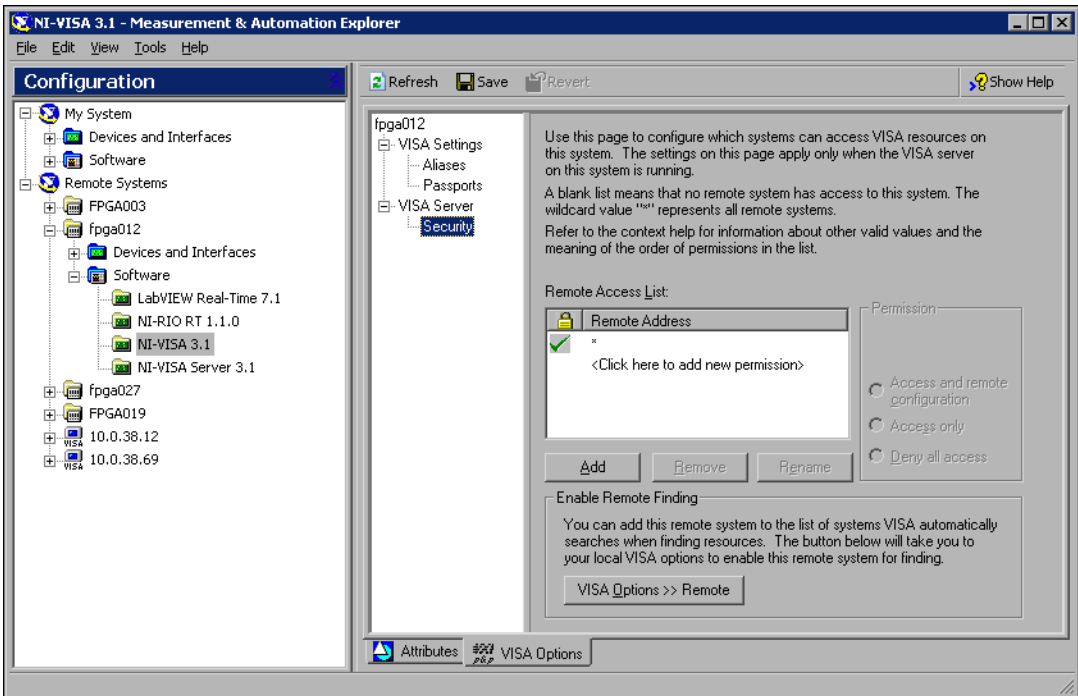 NI-VISA 3.1 - Measurement & Automation Explorer
File Edit View Tools Help
Configuration
My System
Devices and Interfaces
Software
Remote Systems
FPGA003
fpga012
Devices and Interfaces
Software
LabVIEW Real-Time 7.1
NI-RIO RT 1.1.0
NI-VISA 3.1
NI-VISA Server 3.1
fpga027
FPGA019
VISA 10.0.38.12
VISA 10.0.38.69
Refresh Save Revert Show Help
fpga012
VISA Settings
Aliases
Passports
VISA Server
Security
Use this page to configure which systems can access VISA resources on
this system. The settings on this page apply only when the VISA server
on this system is running.
A blank list means that no remote system has access to this system. The
wildcard value "*" represents all remote systems.
Refer to the context help for information about other valid values and the
meaning of the order of permissions in the list.
Remote Access List:
Remote Address
*
<Click here to add new permission>
Permission
Access and remote
configuration
Access only
Deny all access
Add Remove Rename
Enable Remote Finding
You can add this remote system to the list of systems VISA automatically
searches when finding resources. The button below will take you to
your local VISA options to enable this remote system for finding.
VISA Options >> Remote
Attributes VISA Options